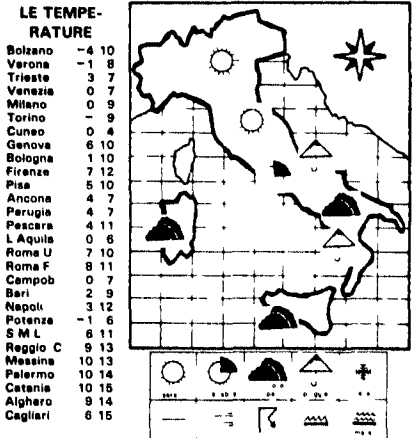 LE TEMPE-
RATURE
Bolzano -4 10
Verona -1 8
Trieste 3 7
Venezia 0 7
Milano 0 9
Torino - 9
Cuneo 0 4
Genova 6 10
Bologna 1 10
Firenze 7 12
Pisa 5 10
Ancona 4 7
Perugia 4 7
Pescara 4 11
L Aquila 0 6
Roma U 7 10
Roma F 8 11
Campob 0 7
Bari 2 9
Napoli 3 12
Potenza -1 6
S M L 6 11
Reggio C 9 13
Messina 10 13
Palermo 10 14
Catania 10 15
Alghero 9 14
Cagliari 6 15